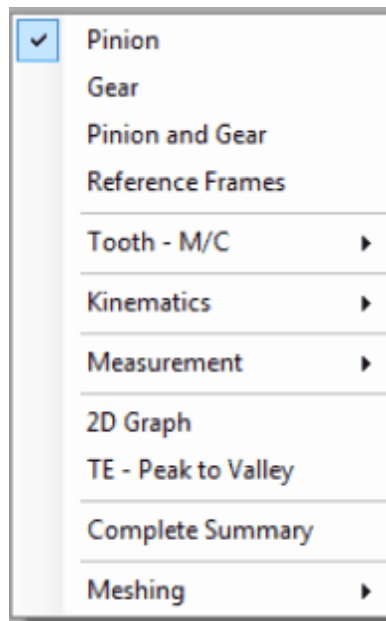 Pinion
Gear
Pinion and Gear
Reference Frames
Tooth - M/C
Kinematics
Measurement
2D Graph
TE - Peak to Valley
Complete Summary
Meshing